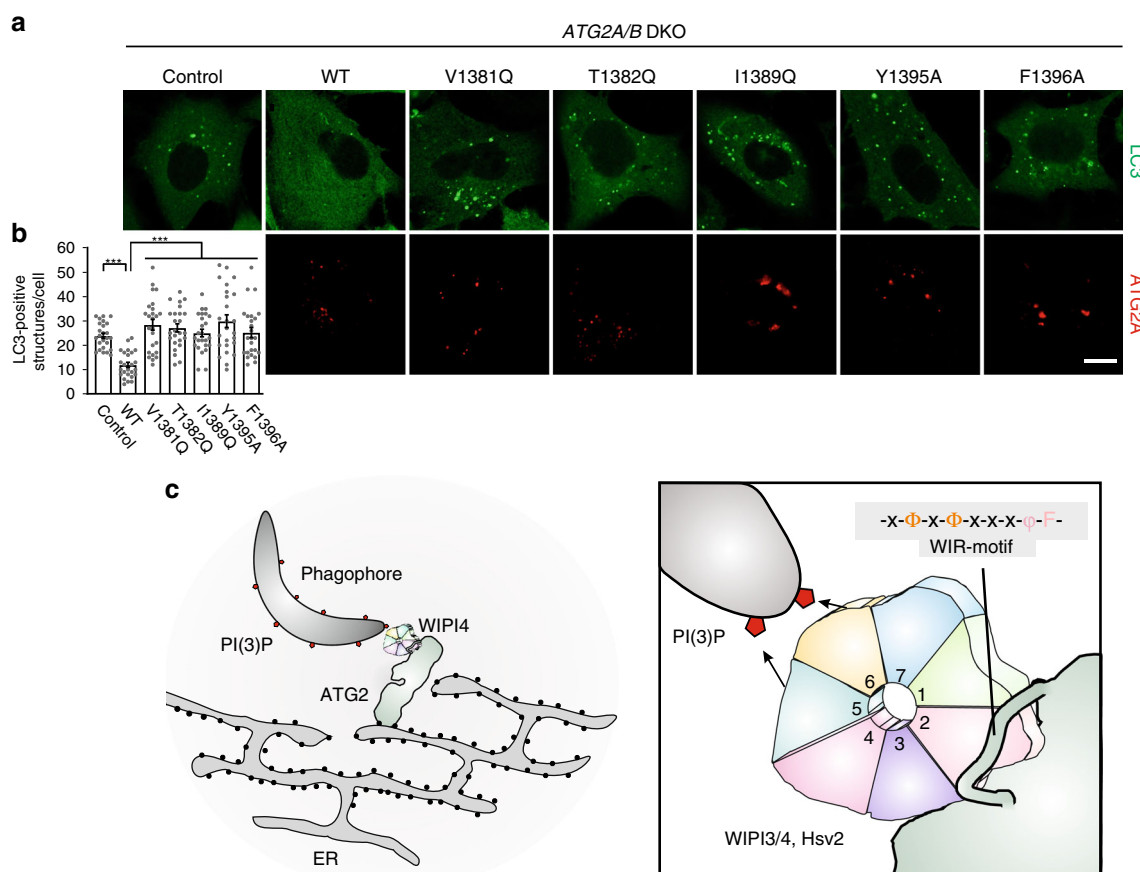 a
ATG2A/B DKO
Control WT V1381Q T1382Q I1389Q Y1395A F1396A
LC3
ATG2A
b
LC3-positive
structures/cell
60
50
40
30
20
10
0
*** ***
Control WT V1381Q T1382Q I1389Q Y1395A F1396A
c
Phagophore
WIPI4
PI(3)P
ATG2
ER
-x-Φ-x-Φ-x-x-x-φ-F-
WIR-motif
PI(3)P
6 7 1
5 2
4 3
WIPI3/4, Hsv2